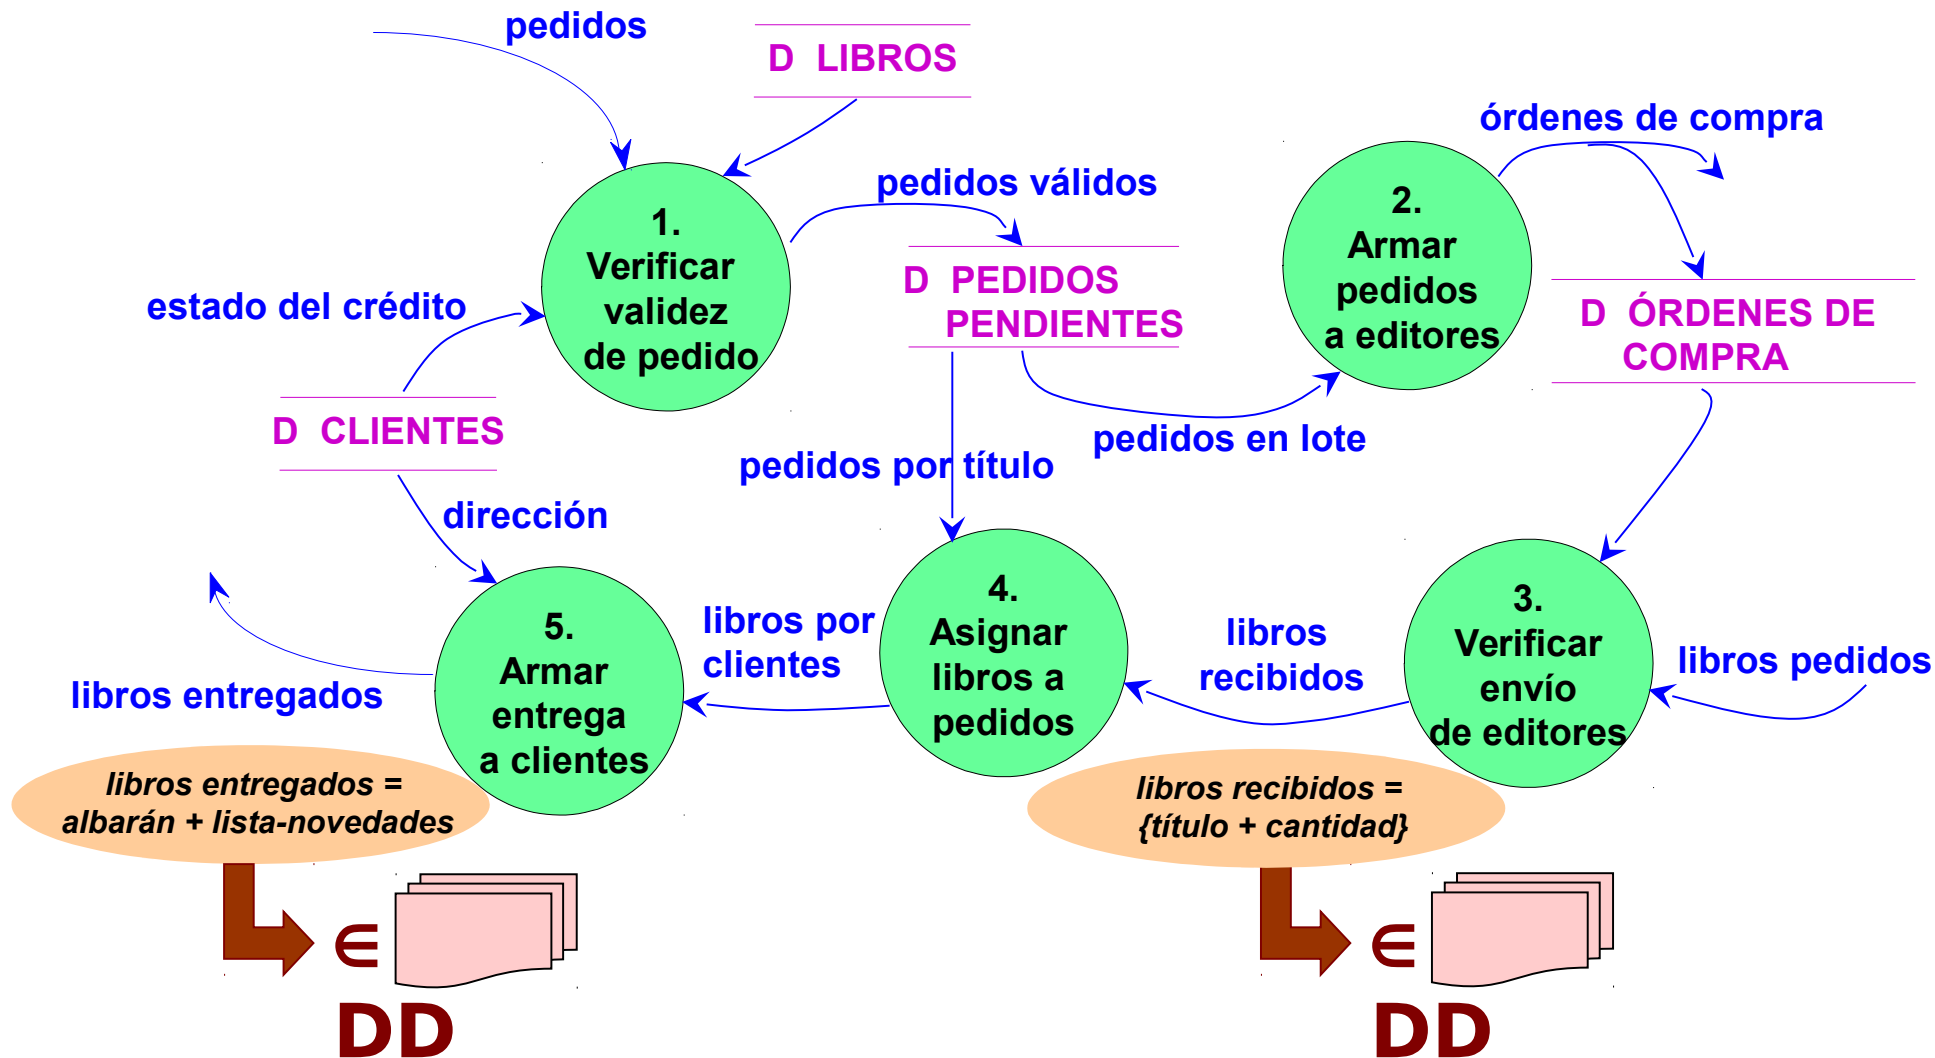 pedidos
D LIBROS
órdenes de compra
pedidos válidos
1.
Verificar
validez
de pedido
2.
Armar
pedidos
a editores
D PEDIDOS
PENDIENTES
estado del crédito
D ÓRDENES DE
COMPRA
D CLIENTES
pedidos en lote
pedidos por título
dirección
4.
Asignar
libros a
pedidos
3.
Verificar
envío
de editores
5.
Armar
entrega
a clientes
libros por
clientes
libros
recibidos
libros pedidos
libros entregados
libros entregados =
albarán + lista-novedades
libros recibidos =
{título + cantidad}
∈
DD
∈
DD